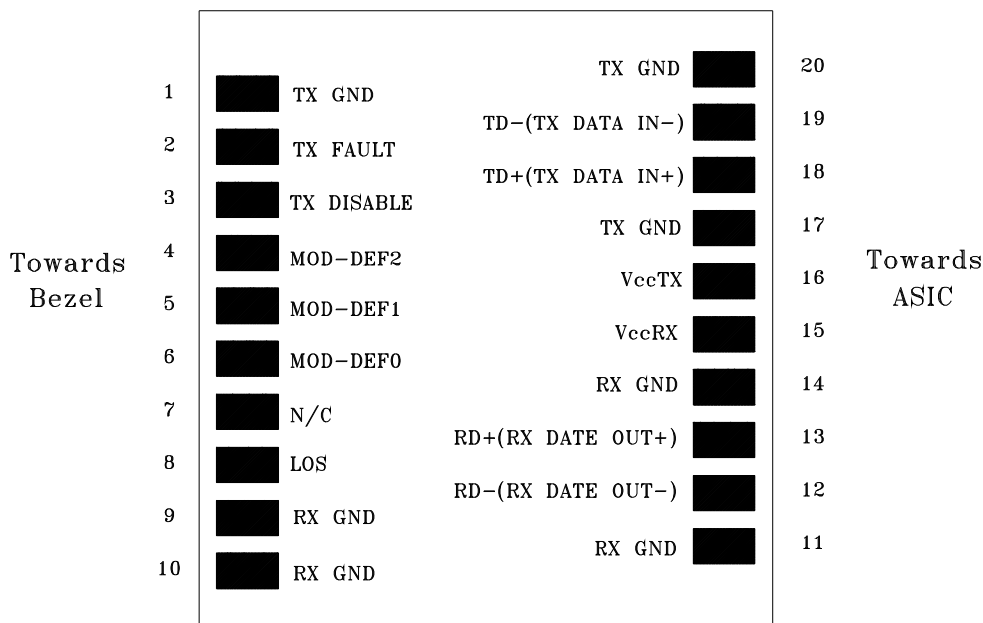 Towards
Bezel
1 TX GND
2 TX FAULT
3 TX DISABLE
4 MOD-DEF2
5 MOD-DEF1
6 MOD-DEF0
7 N/C
8 LOS
9 RX GND
10 RX GND
TX GND 20
TD-(TX DATA IN-) 19
TD+(TX DATA IN+) 18
TX GND 17
VccTX 16
VccRX 15
RX GND 14
RD+(RX DATE OUT+) 13
RD-(RX DATE OUT-) 12
RX GND 11
Towards
ASIC